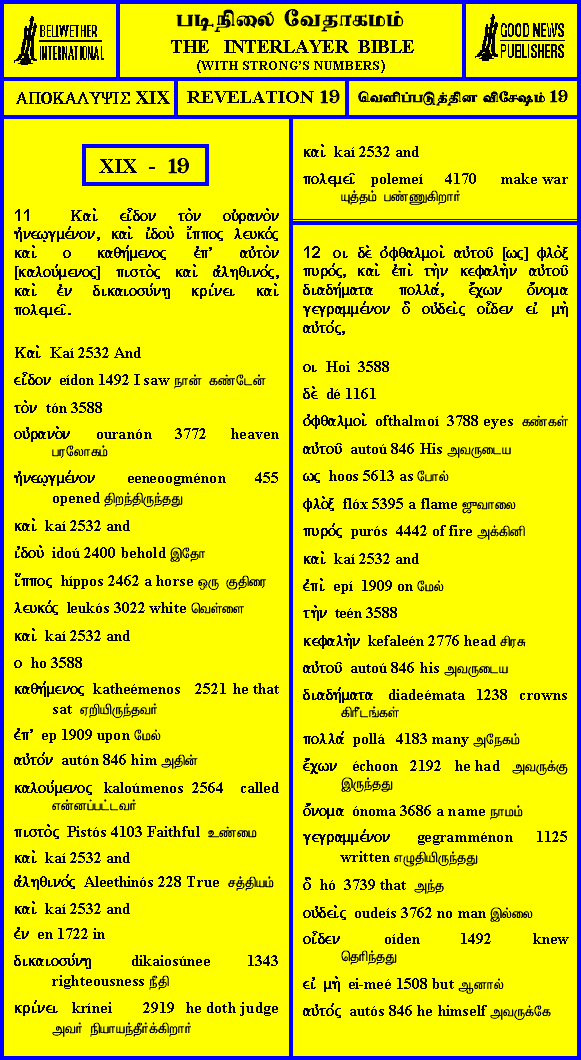 BELLWETHER
INTERNATIONAL
படிநிலை வேதாகமம்
THE INTERLAYER BIBLE
(WITH STRONG'S NUMBERS)
GOOD NEWS
PUBLISHERS
ΑΠΟΚΑΛΥΨΙΣ XIX
REVELATION 19
வெளிப்படுத்தின விசேஷம் 19
XIX - 19
11 Καὶ εἶδον τὸν οὐρανὸν
ἠνεῳγμένον, καὶ ἰδοὺ ἵππος λευκός
καὶ ο καθήμενος ἐπ' αὐτὸν
[καλούμενος] πιστὸς καὶ ἀληθινός,
καὶ ἐν δικαιοσύνῃ κρίνει καὶ
πολεμεῖ.
Καὶ Kaí 2532 And
εἶδον eídon 1492 I saw நான் கண்டேன்
τὸν tón 3588
οὐρανὸν ouranón 3772 heaven
பரலோகம்
ἠνεῳγμένον eeneoogménon 455
opened திறந்திருந்தது
καὶ kaí 2532 and
ἰδοὺ idoú 2400 behold இதோ
ἵππος híppos 2462 a horse ஒரு குதிரை
λευκός leukós 3022 white வெள்ளை
καὶ kaí 2532 and
ο ho 3588
καθήμενος katheémenos 2521 he that
sat ஏறியிருந்தவர்
ἐπ' ep 1909 upon மேல்
αὐτόν autón 846 him அதின்
καλούμενος kaloúmenos 2564 called
என்னப்பட்டவர்
πιστὸς Pistós 4103 Faithful உண்மை
καὶ kaí 2532 and
ἀληθινός Aleethinós 228 True சத்தியம்
καὶ kaí 2532 and
ἐν en 1722 in
δικαιοσύνῃ dikaiosúnee 1343
righteousness நீதி
κρίνει krínei 2919 he doth judge
அவர் நியாயந்தீர்க்கிறார்
καὶ kaí 2532 and
πολεμεῖ polemeí 4170 make war
யுத்தம் பண்ணுகிறார்
12 οι δὲ ὀφθαλμοὶ αὐτοῦ [ως] φλὸξ
πυρός, καὶ ἐπὶ τὴν κεφαλὴν αὐτοῦ
διαδήματα πολλά, ἔχων ὄνομα
γεγραμμένον ὃ οὐδεὶς οἶδεν εἰ μὴ
αὐτός,
οι Hoi 3588
δὲ dé 1161
ὀφθαλμοὶ ofthalmoí 3788 eyes கண்கள்
αὐτοῦ autoú 846 His அவருடைய
ως hoos 5613 as போல்
φλὸξ flóx 5395 a flame ஜுவாலை
πυρός purós 4442 of fire அக்கினி
καὶ kaí 2532 and
ἐπὶ epí 1909 on மேல்
τὴν teén 3588
κεφαλὴν kefaleén 2776 head சிரசு
αὐτοῦ autoú 846 his அவருடைய
διαδήματα diadeémata 1238 crowns
கிரீடங்கள்
πολλά pollá 4183 many அநேகம்
ἔχων échoon 2192 he had அவருக்கு
இருந்தது
ὄνομα ónoma 3686 a name நாமம்
γεγραμμένον gegramménon 1125
written எழுதியிருந்தது
ὃ hó 3739 that அந்த
οὐδεὶς oudeís 3762 no man இல்லை
οἶδεν oíden 1492 knew
தெரிந்தது
εἰ μὴ ei-meé 1508 but ஆனால்
αὐτός autós 846 he himself அவருக்கே